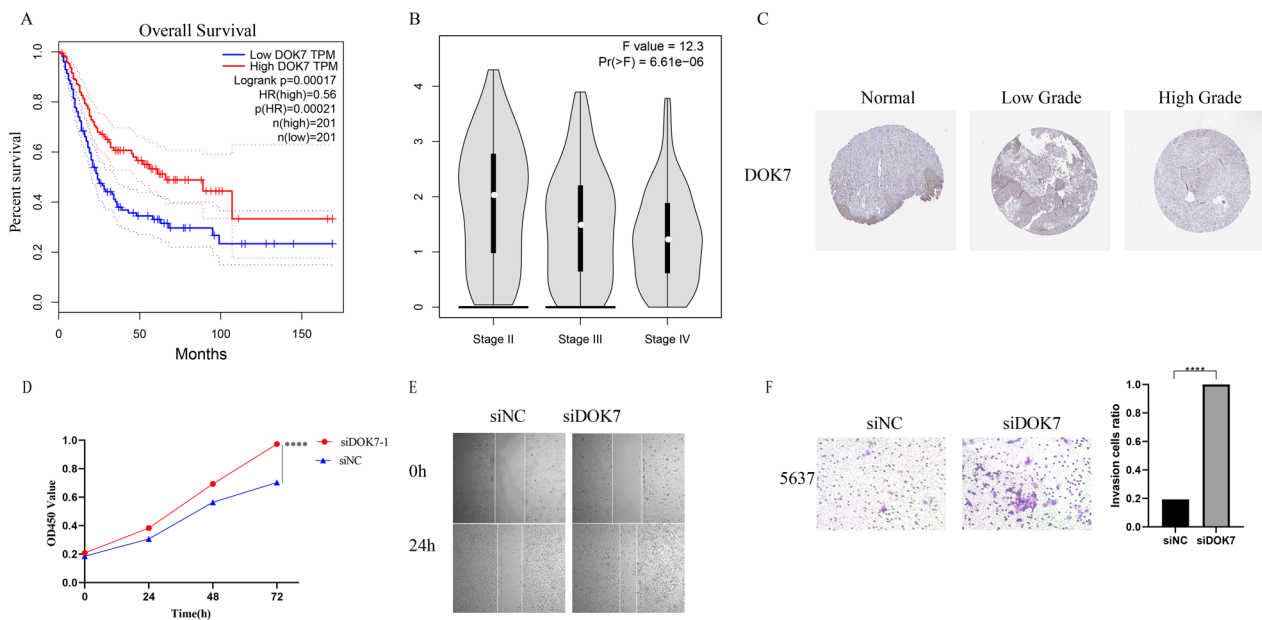 A
Overall Survival
Low DOK7 TPM
High DOK7 TPM
Logrank p=0.00017
HR(high)=0.56
p(HR)=0.00021
n(high)=201
n(low)=201
Percent survival
1.0
0.8
0.6
0.4
0.2
0.0
0
50
100
150
Months
B
F value = 12.3
Pr(>F) = 6.61e−06
4
3
2
1
0
Stage II
Stage III
Stage IV
C
Normal
Low Grade
High Grade
DOK7
D
OD450 Value
1.0
0.8
0.6
0.4
0.2
0.0
0
24
48
72
Time(h)
****
siDOK7-1
siNC
E
siNC
siDOK7
0h
24h
F
siNC
siDOK7
5637
Invasion cells ratio
****
1.0
0.8
0.6
0.4
0.2
0.0
siNC
siDOK7